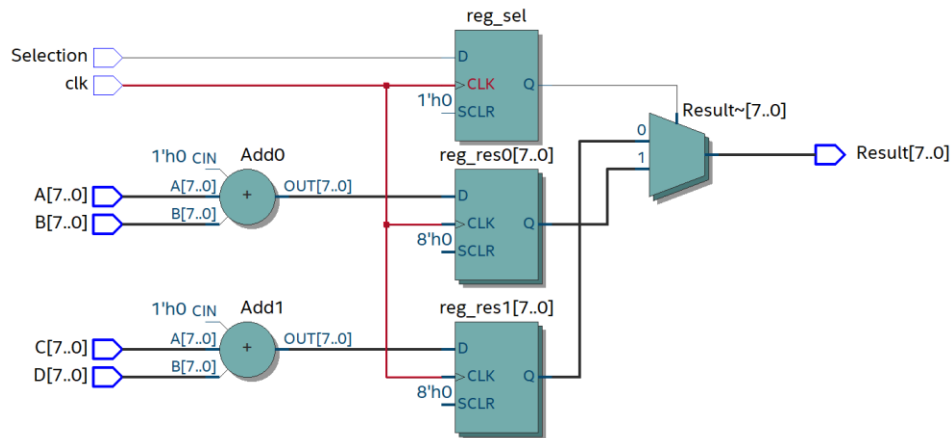 reg_sel
Selection
D
clk
CLK
Q
1'h0
SCLR
Result~[7..0]
0
1
Result[7..0]
1'h0 CIN
Add0
reg_res0[7..0]
A[7..0]
A[7..0]
+
OUT[7..0]
D
B[7..0]
B[7..0]
CLK
Q
8'h0
SCLR
1'h0 CIN
Add1
reg_res1[7..0]
C[7..0]
A[7..0]
+
OUT[7..0]
D
D[7..0]
B[7..0]
CLK
Q
8'h0
SCLR